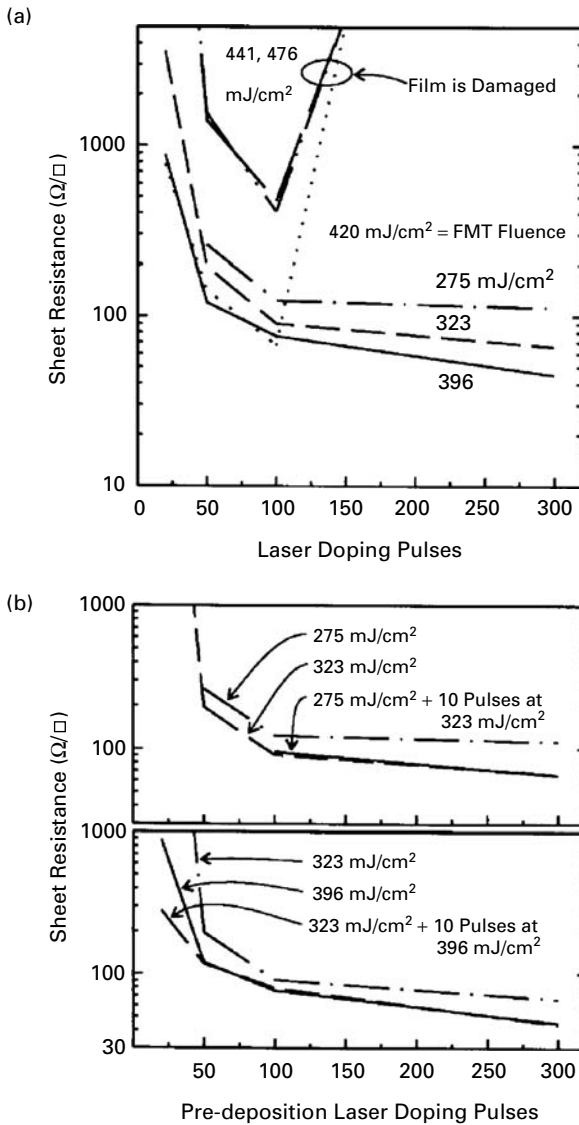 (a)
441, 476
mJ/cm²
Film is Damaged
420 mJ/cm² = FMT Fluence
275 mJ/cm²
323
396
1000
100
10
Sheet Resistance (Ω/□)
0
50
100
150
200
250
300
Laser Doping Pulses
(b)
1000
100
275 mJ/cm²
323 mJ/cm²
275 mJ/cm² + 10 Pulses at
323 mJ/cm²
1000
100
30
323 mJ/cm²
396 mJ/cm²
323 mJ/cm² + 10 Pulses at
396 mJ/cm²
Sheet Resistance (Ω/□)
50
100
150
200
250
300
Pre-deposition Laser Doping Pulses